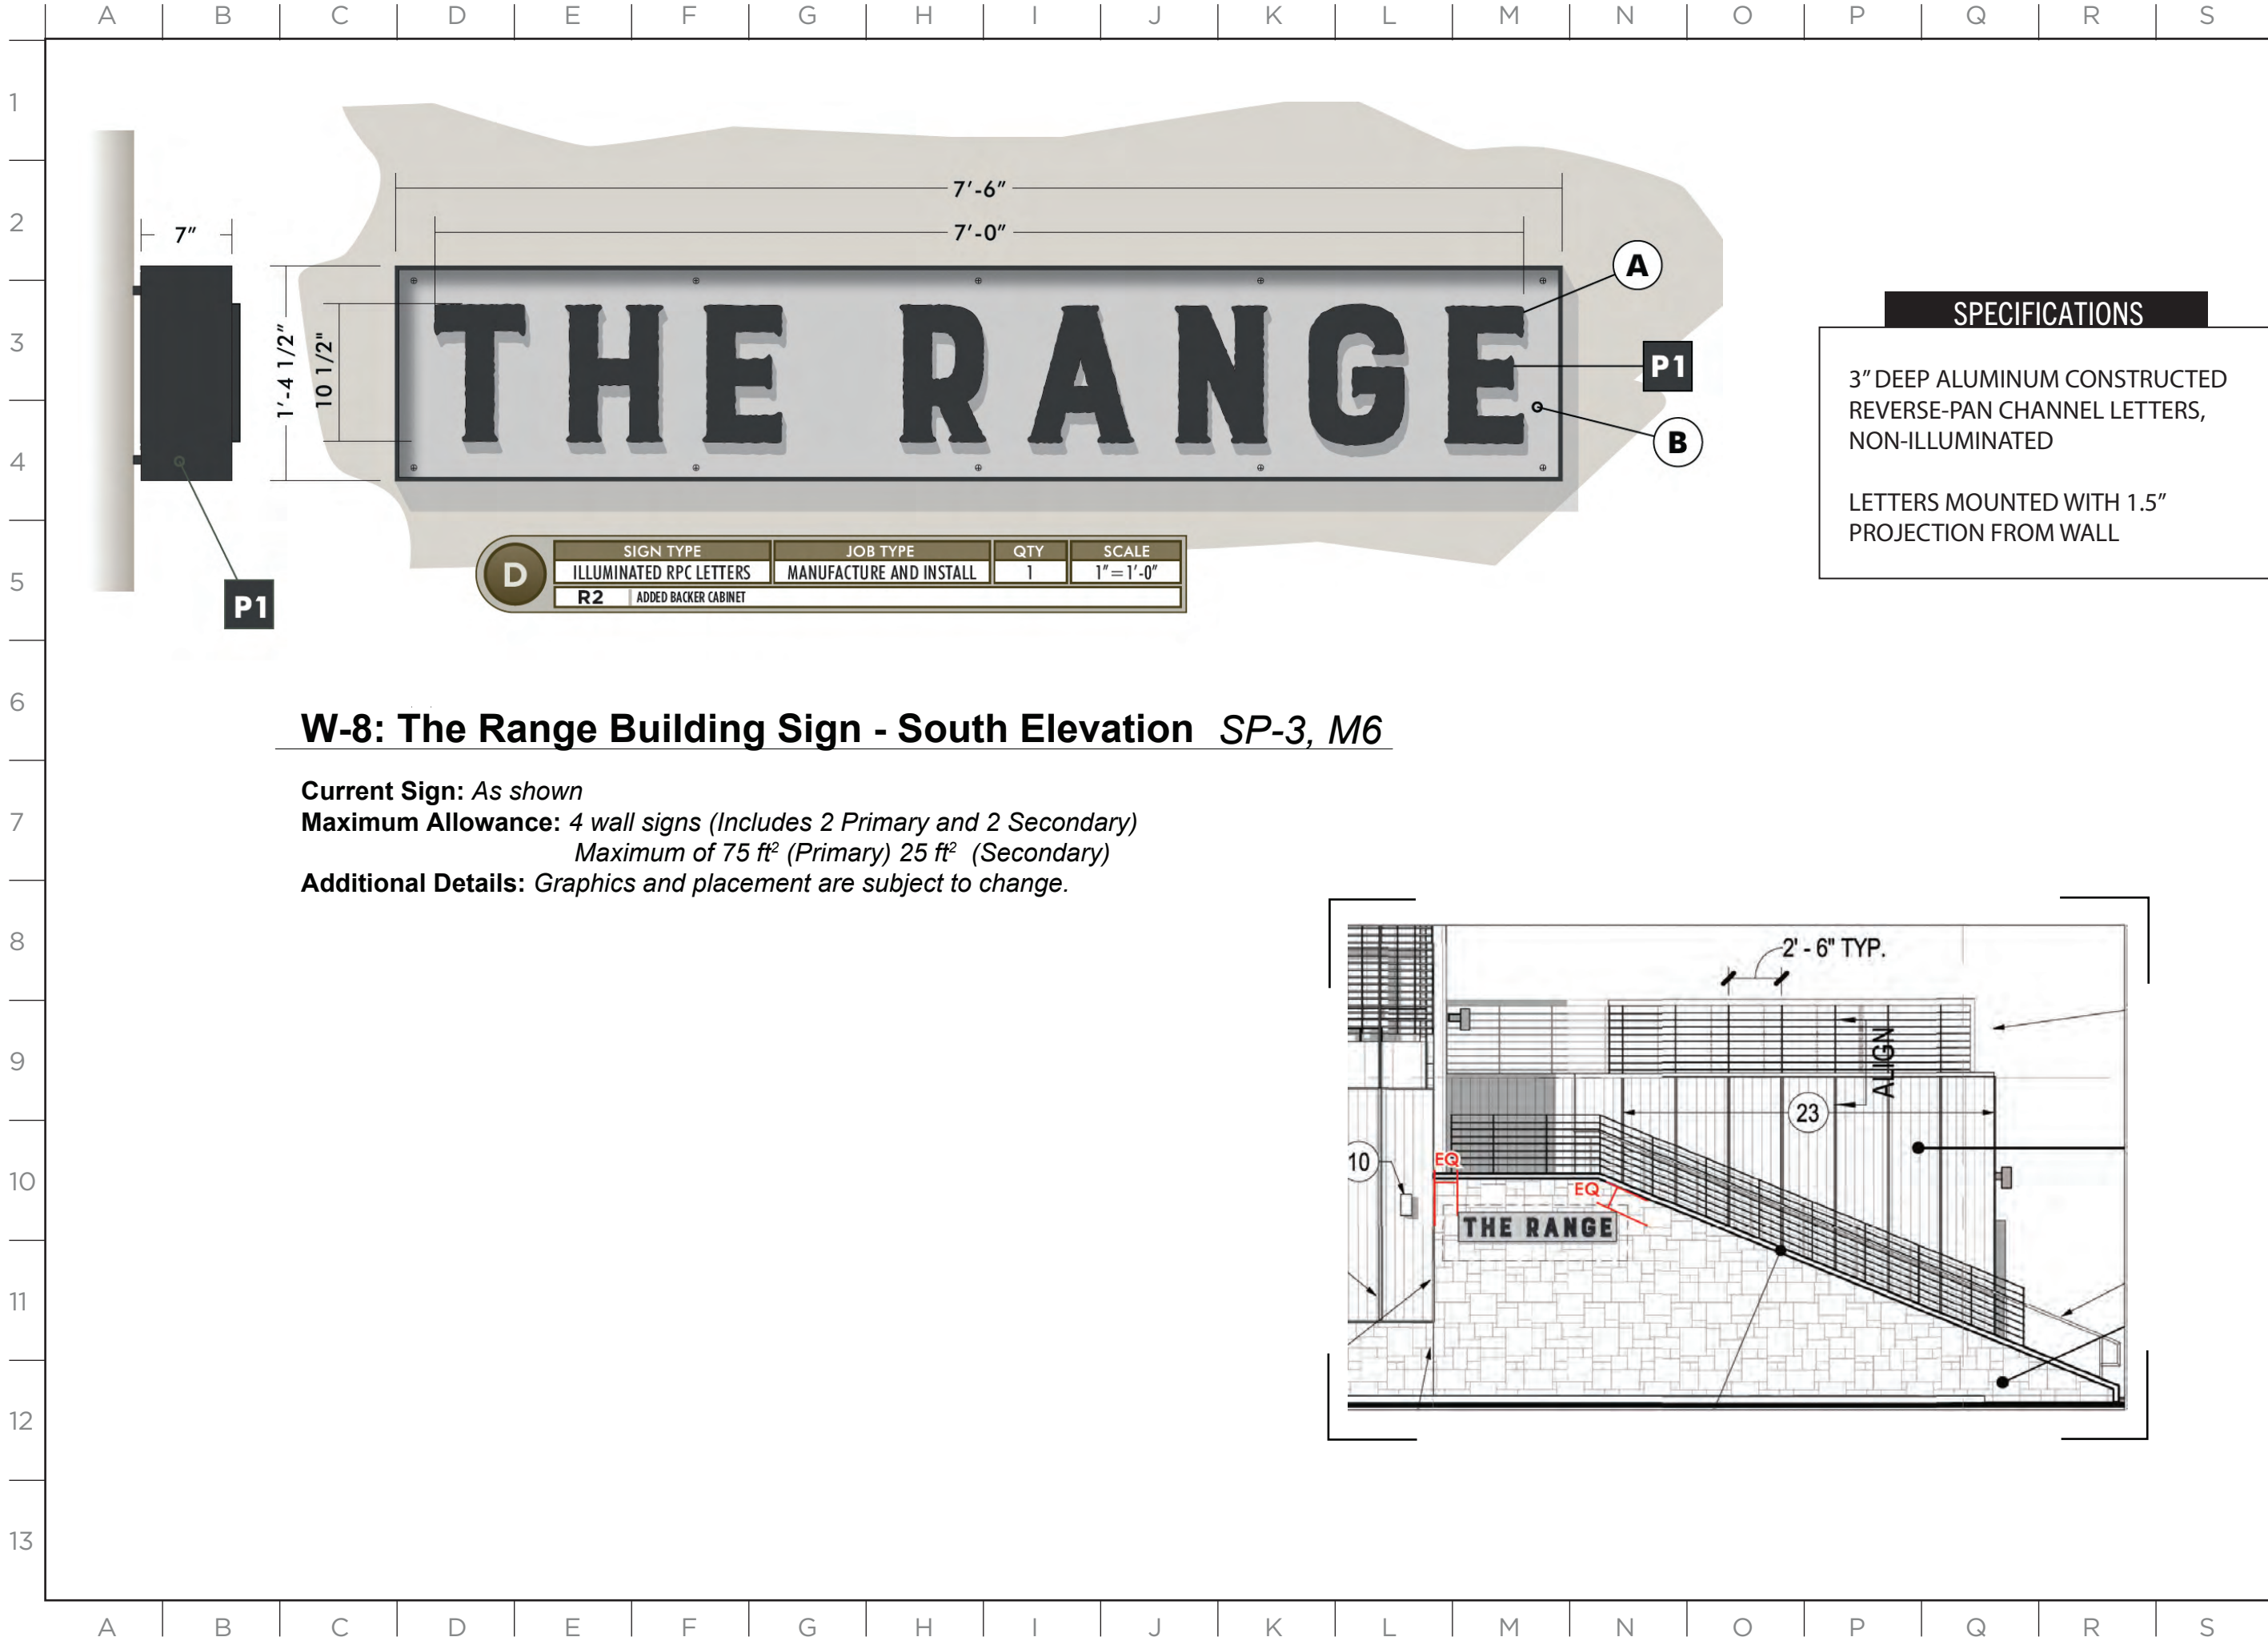 A B C D E F G H I J K L M N O P Q R S
1
2
3
4
5
6
7
8
9
10
11
12
13
7'-6"
7'-0"
7"
1'-4 1/2"
10 1/2"
THE RANGE
A
P1
B
P1
SPECIFICATIONS
3" DEEP ALUMINUM CONSTRUCTED
REVERSE-PAN CHANNEL LETTERS,
NON-ILLUMINATED
LETTERS MOUNTED WITH 1.5"
PROJECTION FROM WALL
D
SIGN TYPE JOB TYPE QTY SCALE
ILLUMINATED RPC LETTERS MANUFACTURE AND INSTALL 1 1"=1'-0"
R2 ADDED BACKER CABINET
W-8: The Range Building Sign - South Elevation SP-3, M6
Current Sign: As shown
Maximum Allowance: 4 wall signs (Includes 2 Primary and 2 Secondary)
Maximum of 75 ft² (Primary) 25 ft² (Secondary)
Additional Details: Graphics and placement are subject to change.
2' - 6" TYP.
ALIGN
23
10
EQ
EQ
THE RANGE
A B C D E F G H I J K L M N O P Q R S